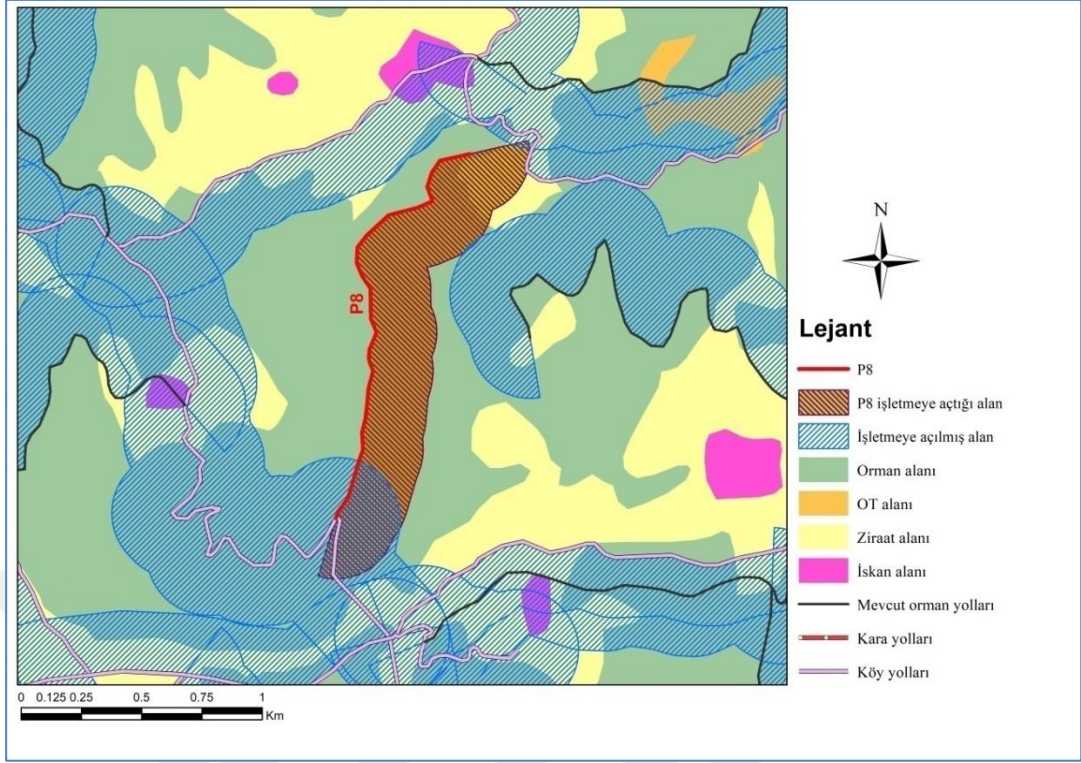 P8
N
Lejant
P8
P8 işletmeye açtığı alan
İşletmeye açılmış alan
Orman alanı
OT alanı
Ziraat alanı
İskan alanı
Mevcut orman yolları
Kara yolları
Köy yolları
0 0.125 0.25 0.5 0.75 1
Km